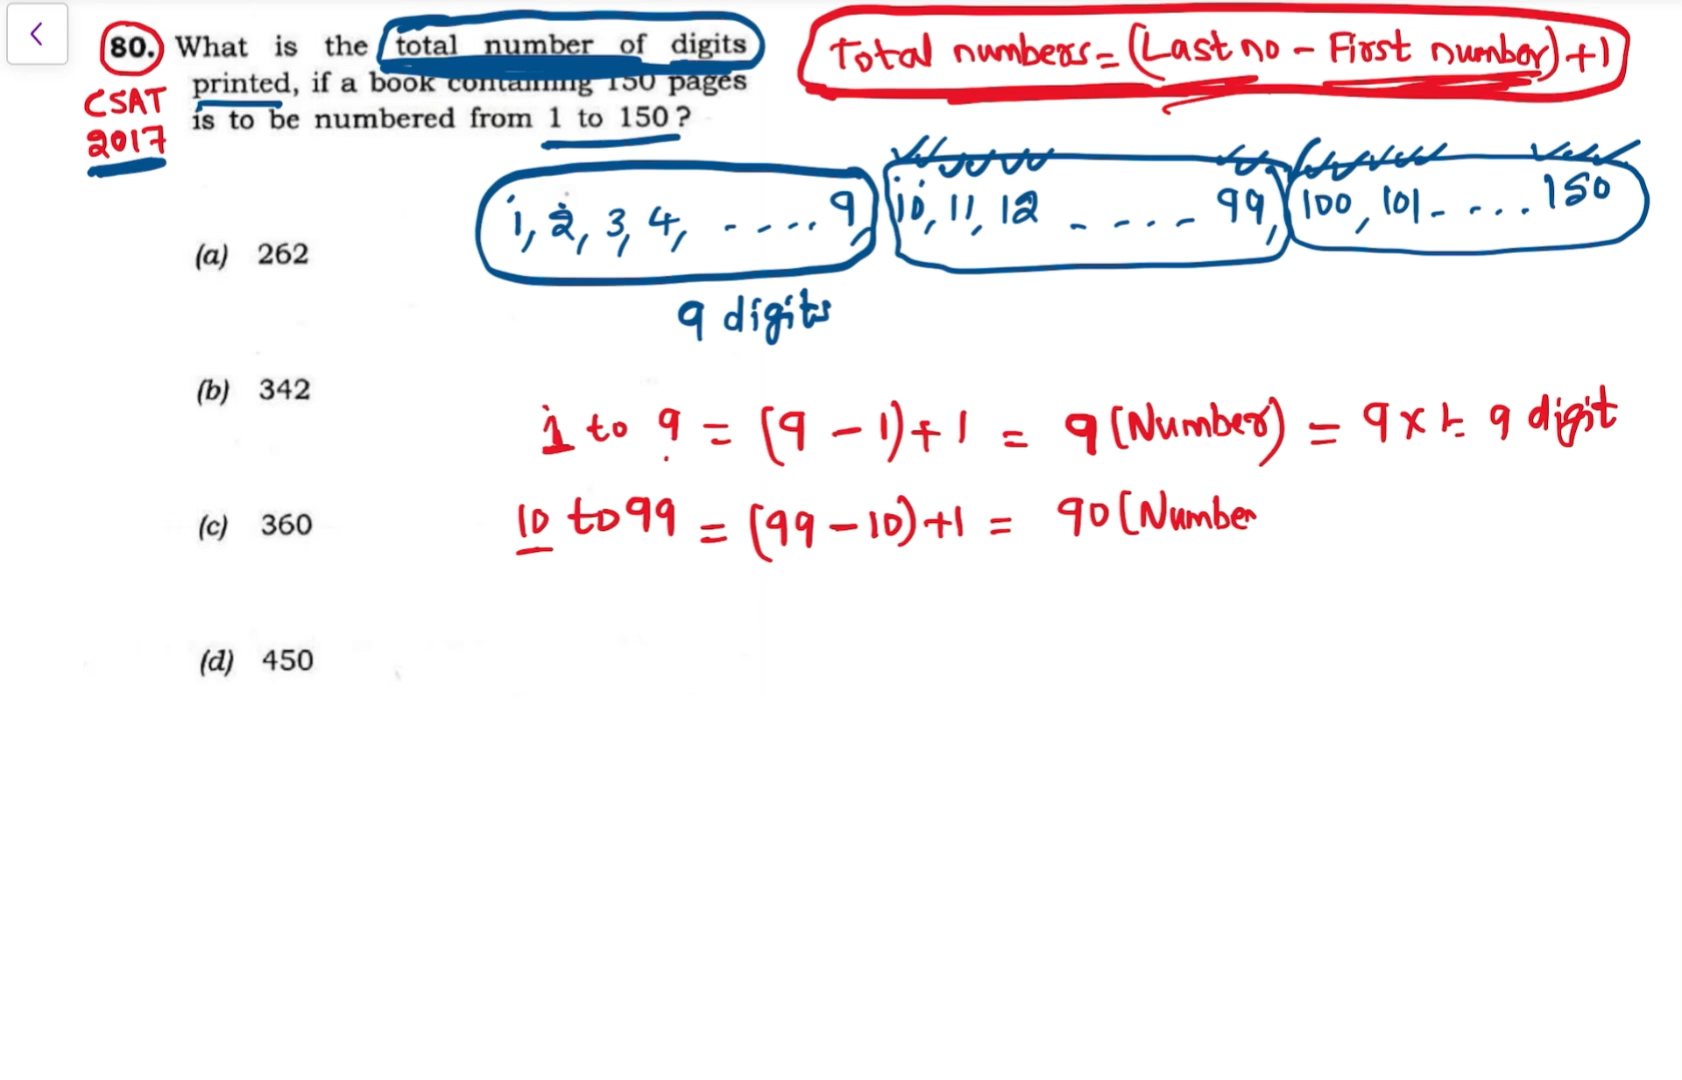 80. What is the total number of digits
printed, if a book containing 150 pages
is to be numbered from 1 to 150 ?
CSAT
2017
Total numbers = (Last no - First number) + 1
1, 2, 3, 4, - - - . . . 9, 10, 11, 12 - - - . - 99, 100, 101 - - . . . . 150
9 digits
(a) 262
(b) 342
(c) 360
(d) 450
1 to 9 = (9 - 1) + 1 = 9 (Number) = 9 x 1 = 9 digit
10 to 99 = (99 - 10) + 1 = 90 (Number